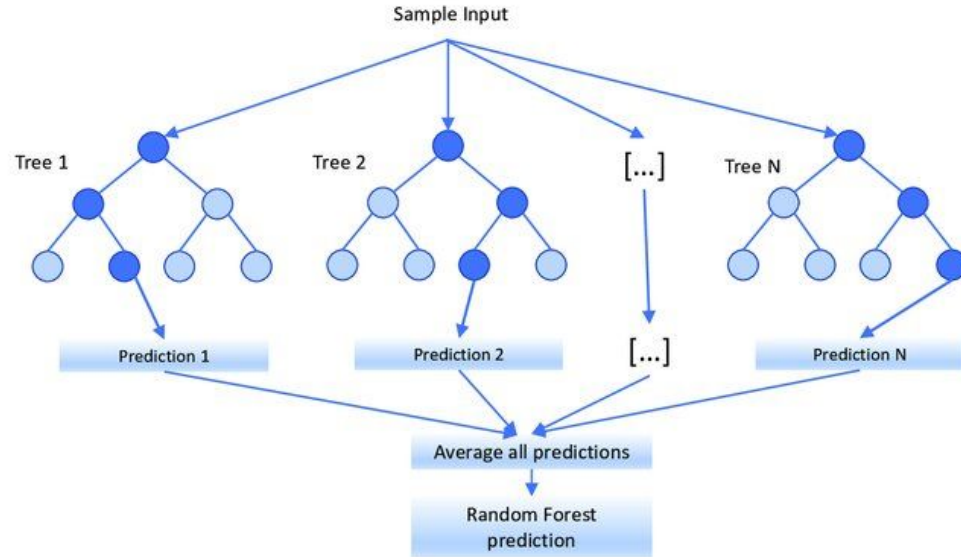 Sample Input
Tree 1
Tree 2
[...]
Tree N
Prediction 1
Prediction 2
[...]
Prediction N
Average all predictions
Random Forest
prediction